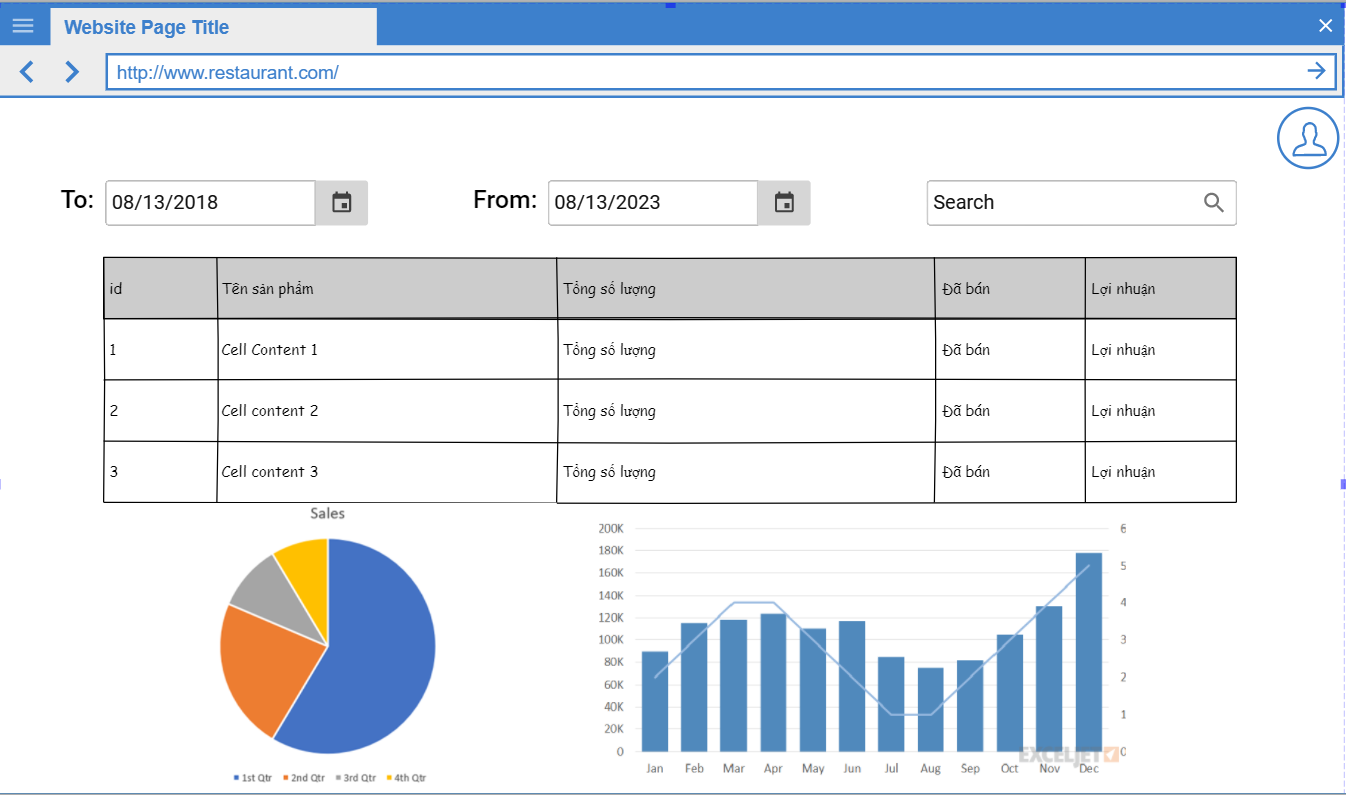 Website Page Title
http://www.restaurant.com/
To: 08/13/2018 From: 08/13/2023 Search
id Tên sản phẩm Tổng số lượng Đã bán Lợi nhuận
1 Cell Content 1 Tổng số lượng Đã bán Lợi nhuận
2 Cell content 2 Tổng số lượng Đã bán Lợi nhuận
3 Cell content 3 Tổng số lượng Đã bán Lợi nhuận
Sales
1st Qtr 2nd Qtr 3rd Qtr 4th Qtr
200K 6
180K
160K 5
140K 4
120K
100K 3
80K
60K 2
40K 1
20K
0 0
EXCELJET
Jan Feb Mar Apr May Jun Jul Aug Sep Oct Nov Dec